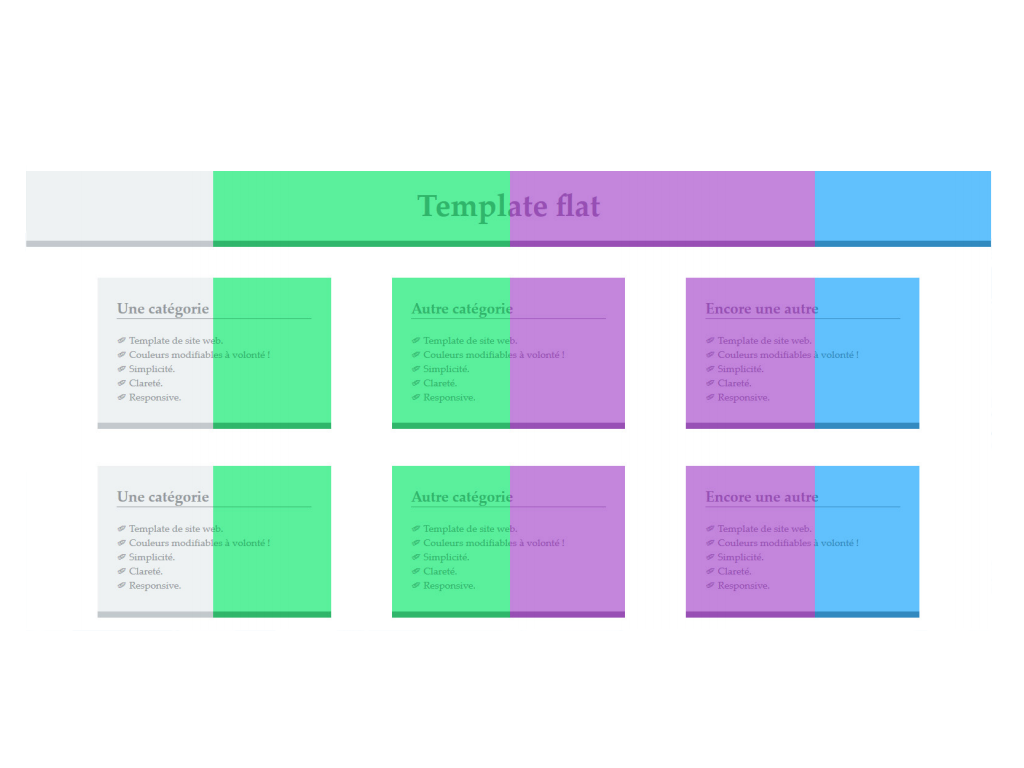 Template flat
Une catégorie
Template de site web.
Couleurs modifiables à volonté !
Simplicité.
Clareté.
Responsive.
Autre catégorie
Template de site web.
Couleurs modifiables à volonté !
Simplicité.
Clareté.
Responsive.
Encore une autre
Template de site web.
Couleurs modifiables à volonté !
Simplicité.
Clareté.
Responsive.
Une catégorie
Template de site web.
Couleurs modifiables à volonté !
Simplicité.
Clareté.
Responsive.
Autre catégorie
Template de site web.
Couleurs modifiables à volonté !
Simplicité.
Clareté.
Responsive.
Encore une autre
Template de site web.
Couleurs modifiables à volonté !
Simplicité.
Clareté.
Responsive.